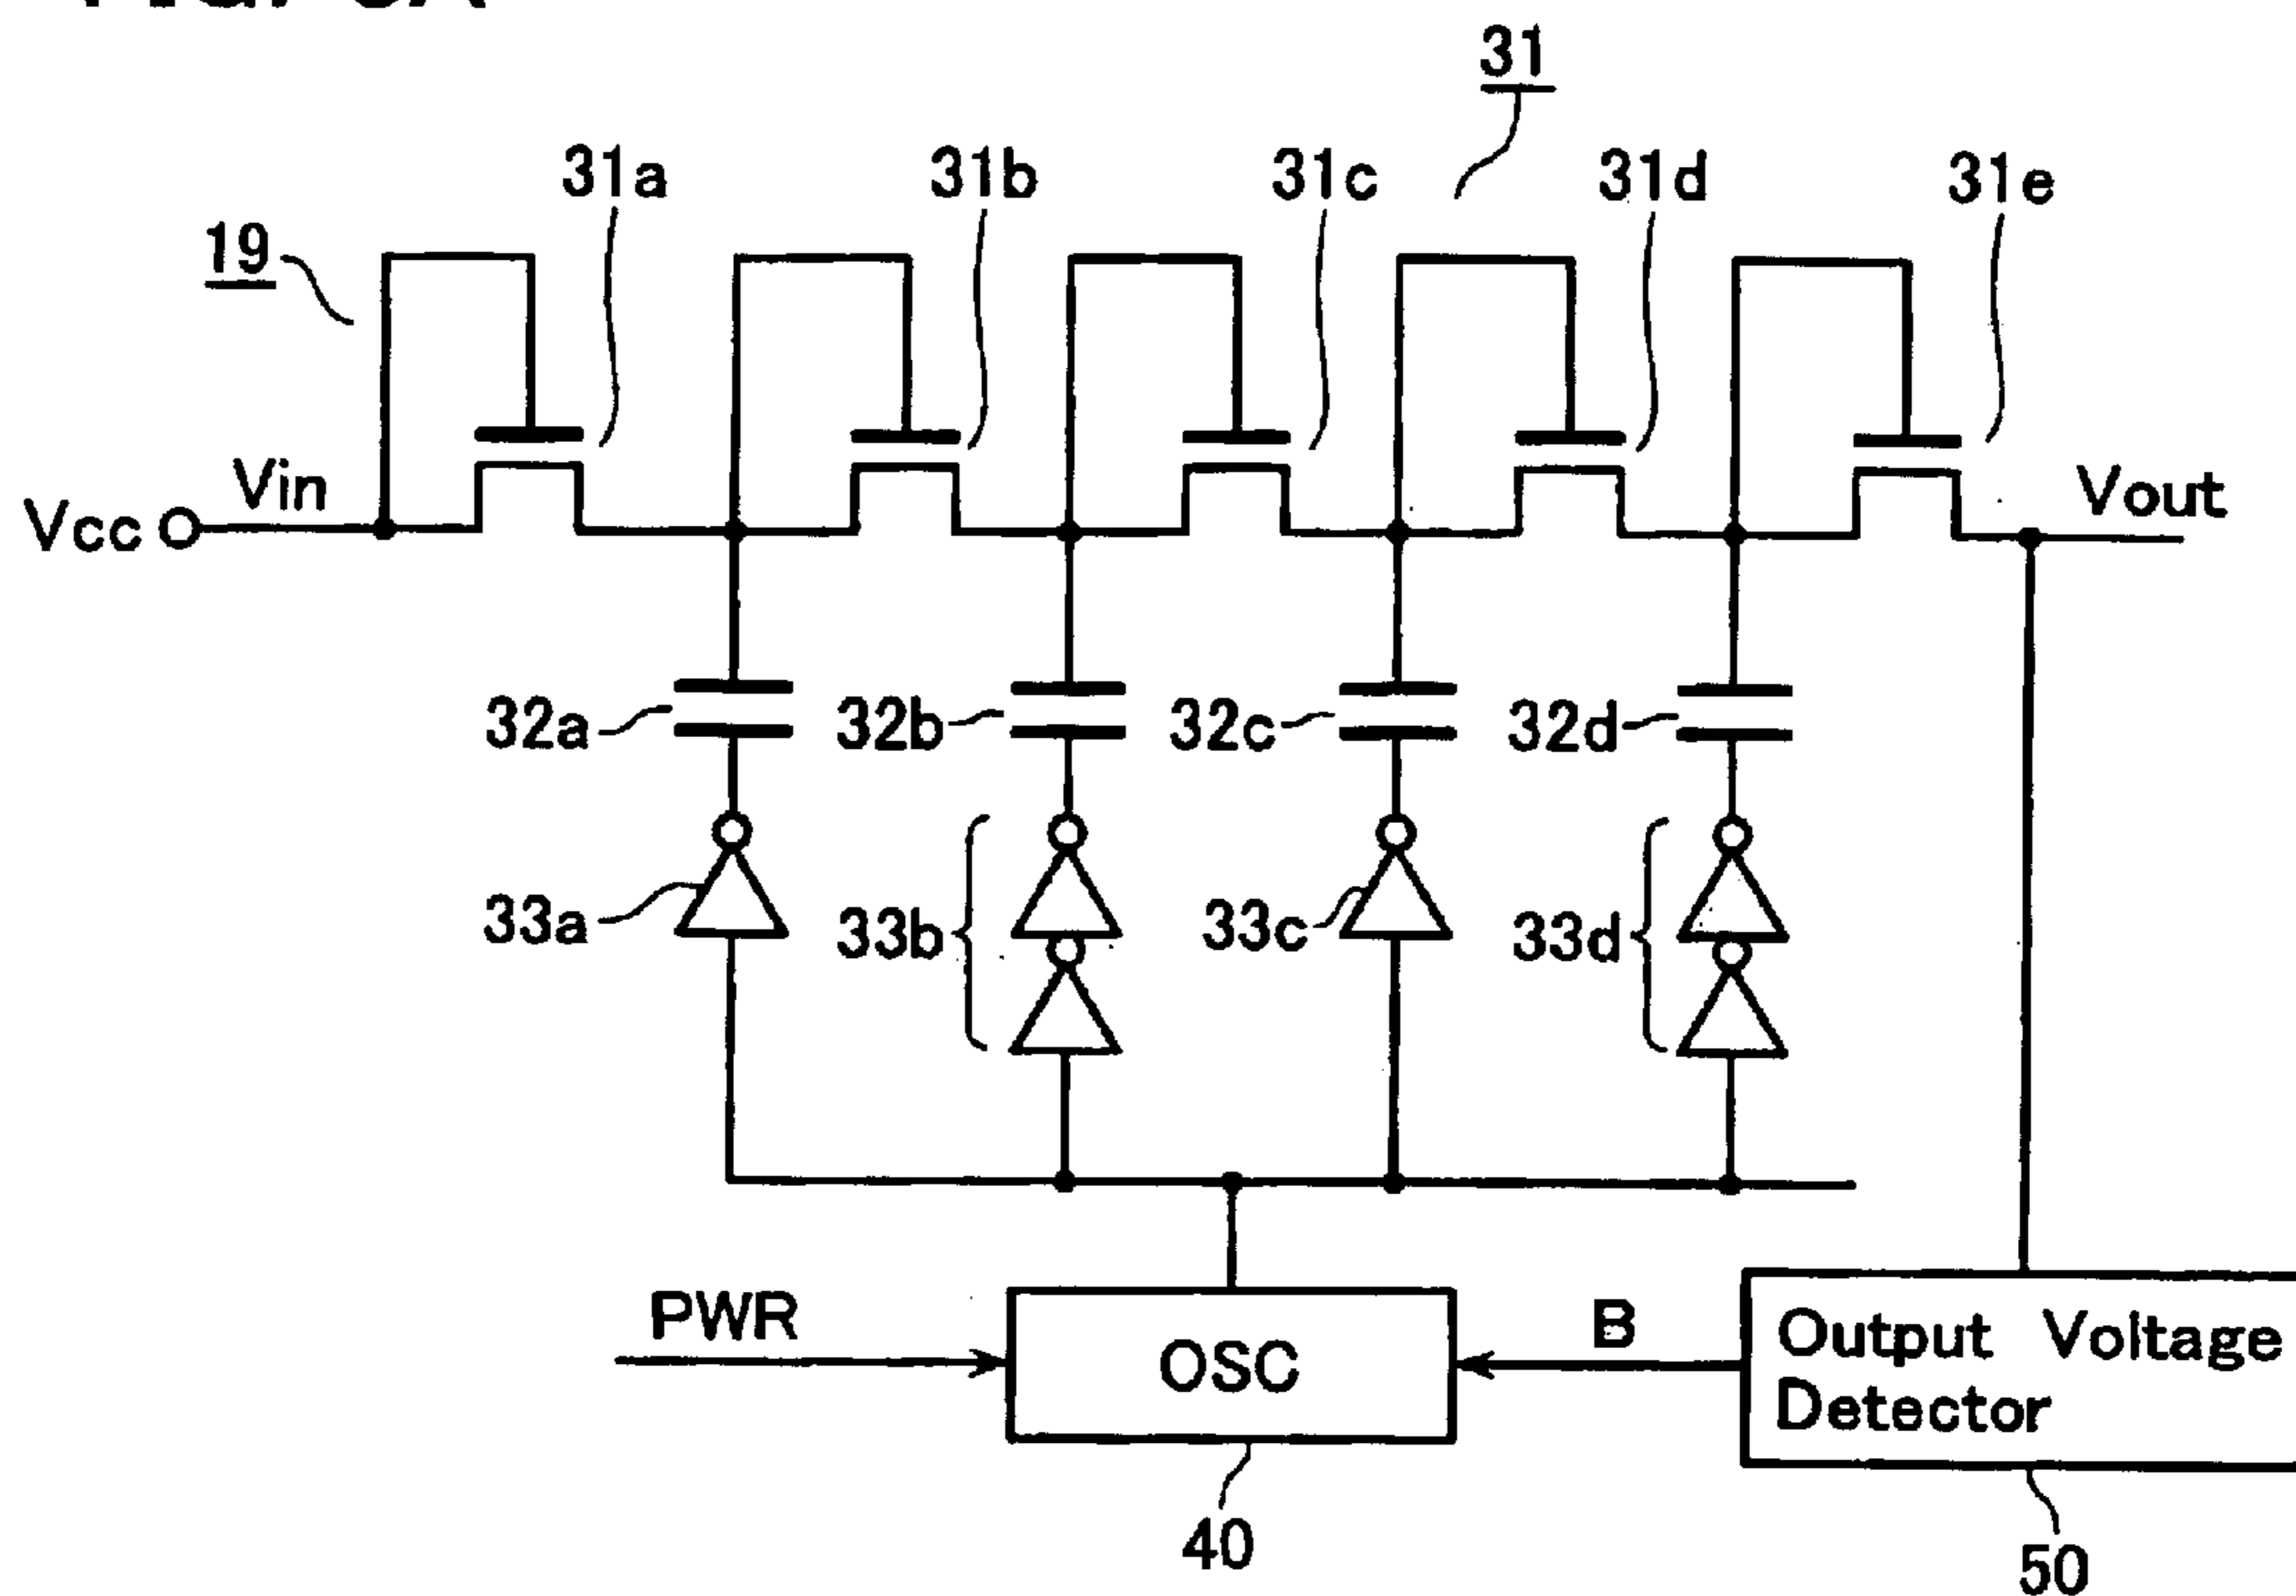 31
31a 31b 31c 31d 31e
19
Vin
Vcc
Vout
32a 32b 32c 32d
33a 33b 33c 33d
PWR
OSC
B
Output Voltage
Detector
40
50